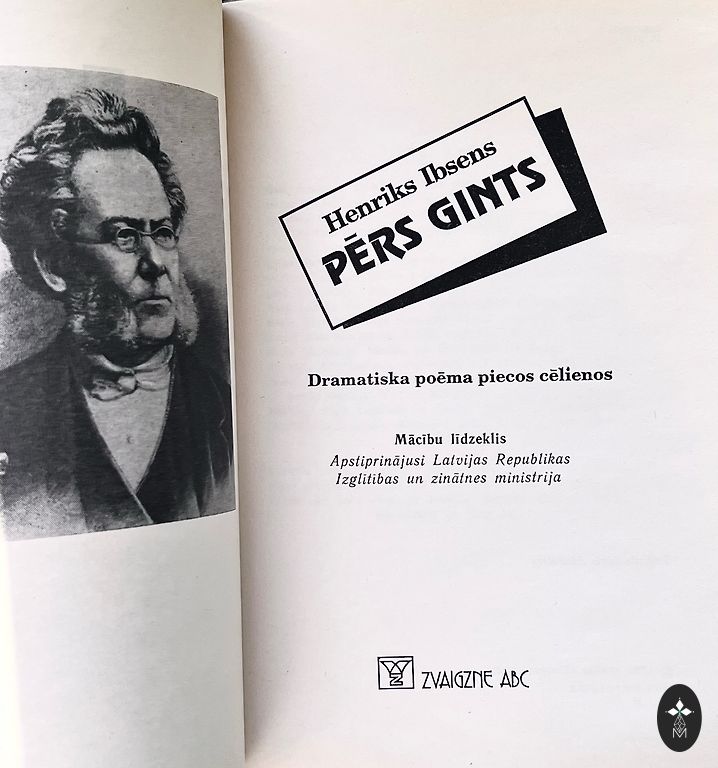 Henriks Ibsens
PĒRS GINTS
Dramatiska poēma piecos cēlienos
Mācību līdzeklis
Apstiprinājusi Latvijas Republikas
Izglītības un zinātnes ministrija
ZVAIGZNE ABC
M